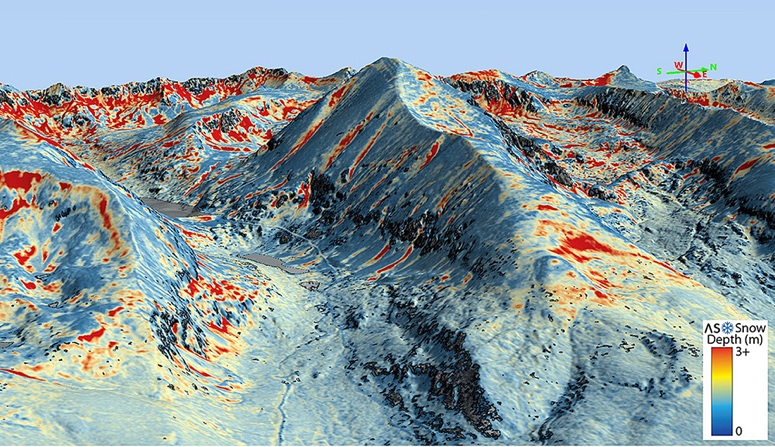 W
S N
E
ASO Snow
Depth (m)
3+
0